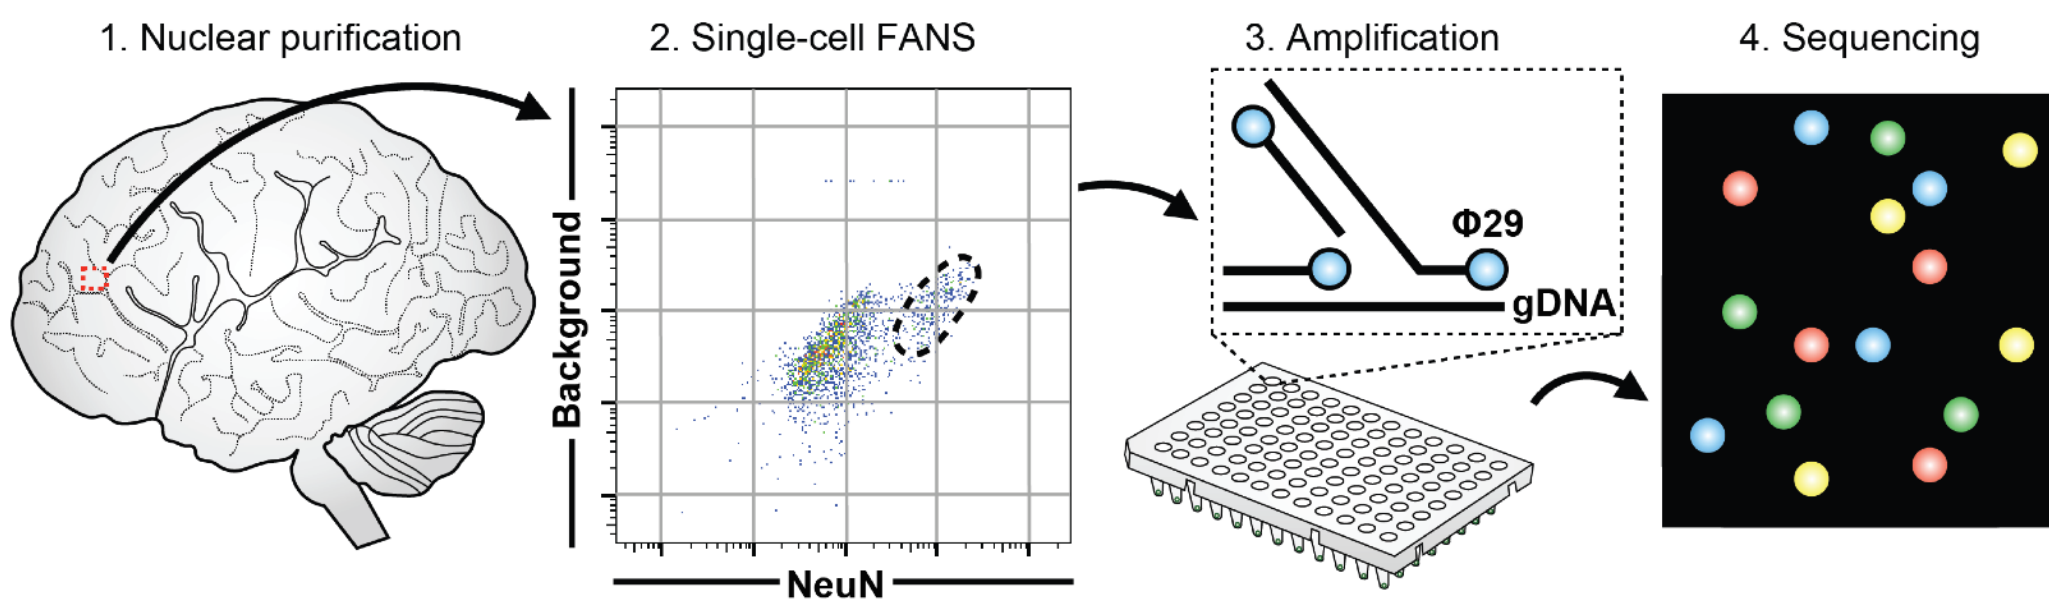 1. Nuclear purification
2. Single-cell FANS
3. Amplification
4. Sequencing
Background
NeuN
Φ29
gDNA